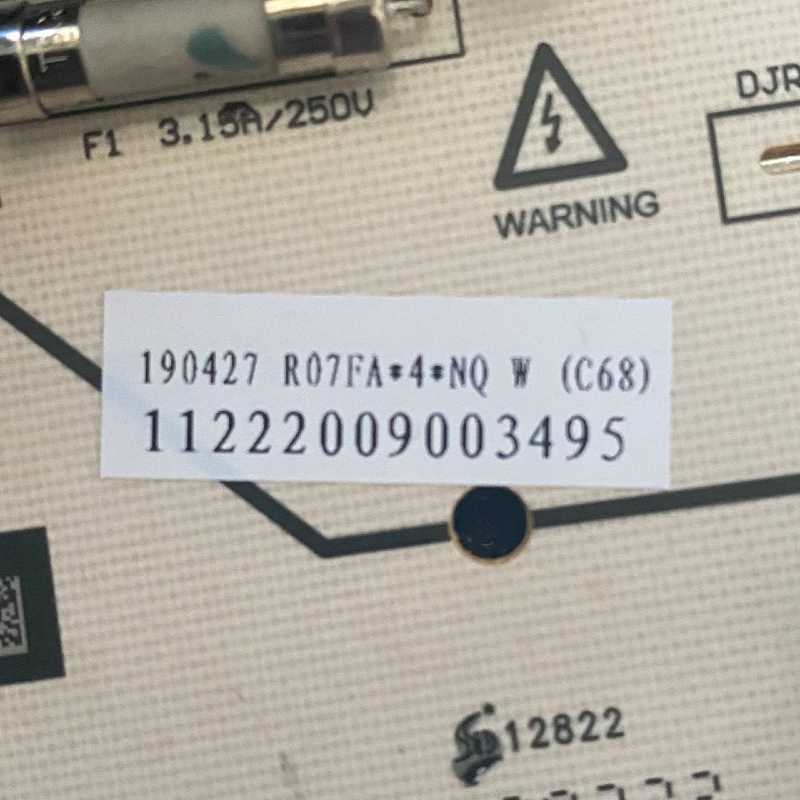 F1 3.15A/250V
WARNING
DJR
190427 R07FA*4*NQ W (C68)
11222009003495
12822